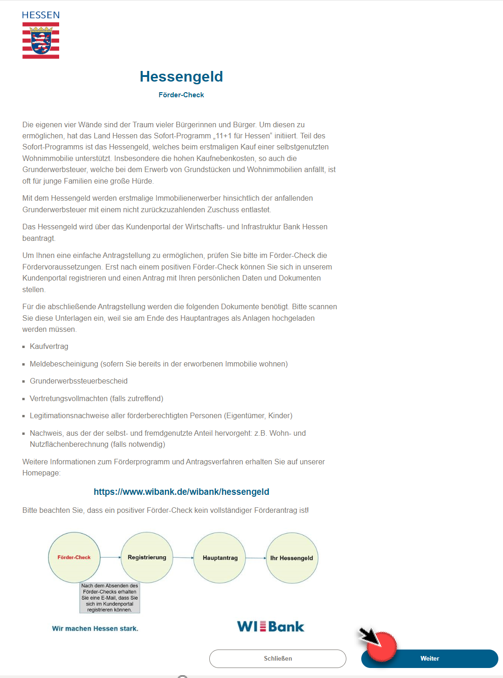 HESSEN
Hessengeld
Förder-Check
Die eigenen vier Wände sind der Traum vieler Bürgerinnen und Bürger. Um diesen zu
ermöglichen, hat das Land Hessen das Sofort-Programm „11+1 für Hessen" initiiert. Teil des
Sofort-Programms ist das Hessengeld, welches beim erstmaligen Kauf einer selbstgenutzten
Wohnimmobilie unterstützt. Insbesondere die hohen Kaufnebenkosten, so auch die
Grunderwerbsteuer, welche bei dem Erwerb von Grundstücken und Wohnimmobilien anfällt, ist
oft für junge Familien eine große Hürde.
Mit dem Hessengeld werden erstmalige Immobilienerwerber hinsichtlich der anfallenden
Grunderwerbsteuer mit einem nicht zurückzuzahlenden Zuschuss entlastet.
Das Hessengeld wird über das Kundenportal der Wirtschafts- und Infrastruktur Bank Hessen
beantragt.
Um Ihnen eine einfache Antragstellung zu ermöglichen, prüfen Sie bitte im Förder-Check die
Fördervoraussetzungen. Erst nach einem positiven Förder-Check können Sie sich in unserem
Kundenportal registrieren und einen Antrag mit Ihren persönlichen Daten und Dokumenten
stellen.
Für die abschließende Antragstellung werden die folgenden Dokumente benötigt. Bitte scannen
Sie diese Unterlagen ein, weil sie am Ende des Hauptantrages als Anlagen hochgeladen
werden müssen.
▪ Kaufvertrag
▪ Meldebescheinigung (sofern Sie bereits in der erworbenen Immobilie wohnen)
▪ Grunderwerbssteuerbescheid
▪ Vertretungsvollmachten (falls zutreffend)
▪ Legitimationsnachweise aller förderberechtigten Personen (Eigentümer, Kinder)
▪ Nachweis, aus der der selbst- und fremdgenutzte Anteil hervorgeht: z.B. Wohn- und
Nutzflächenberechnung (falls notwendig)
Weitere Informationen zum Förderprogramm und Antragsverfahren erhalten Sie auf unserer
Homepage:
https://www.wibank.de/wibank/hessengeld
Bitte beachten Sie, dass ein positiver Förder-Check kein vollständiger Förderantrag ist!
Förder-Check
Registrierung
Hauptantrag
Ihr Hessengeld
Nach dem Absenden des
Förder-Checks erhalten
Sie eine E-Mail, dass Sie
sich im Kundenportal
registrieren können.
Wir machen Hessen stark.
WIBank
Schließen
Weiter